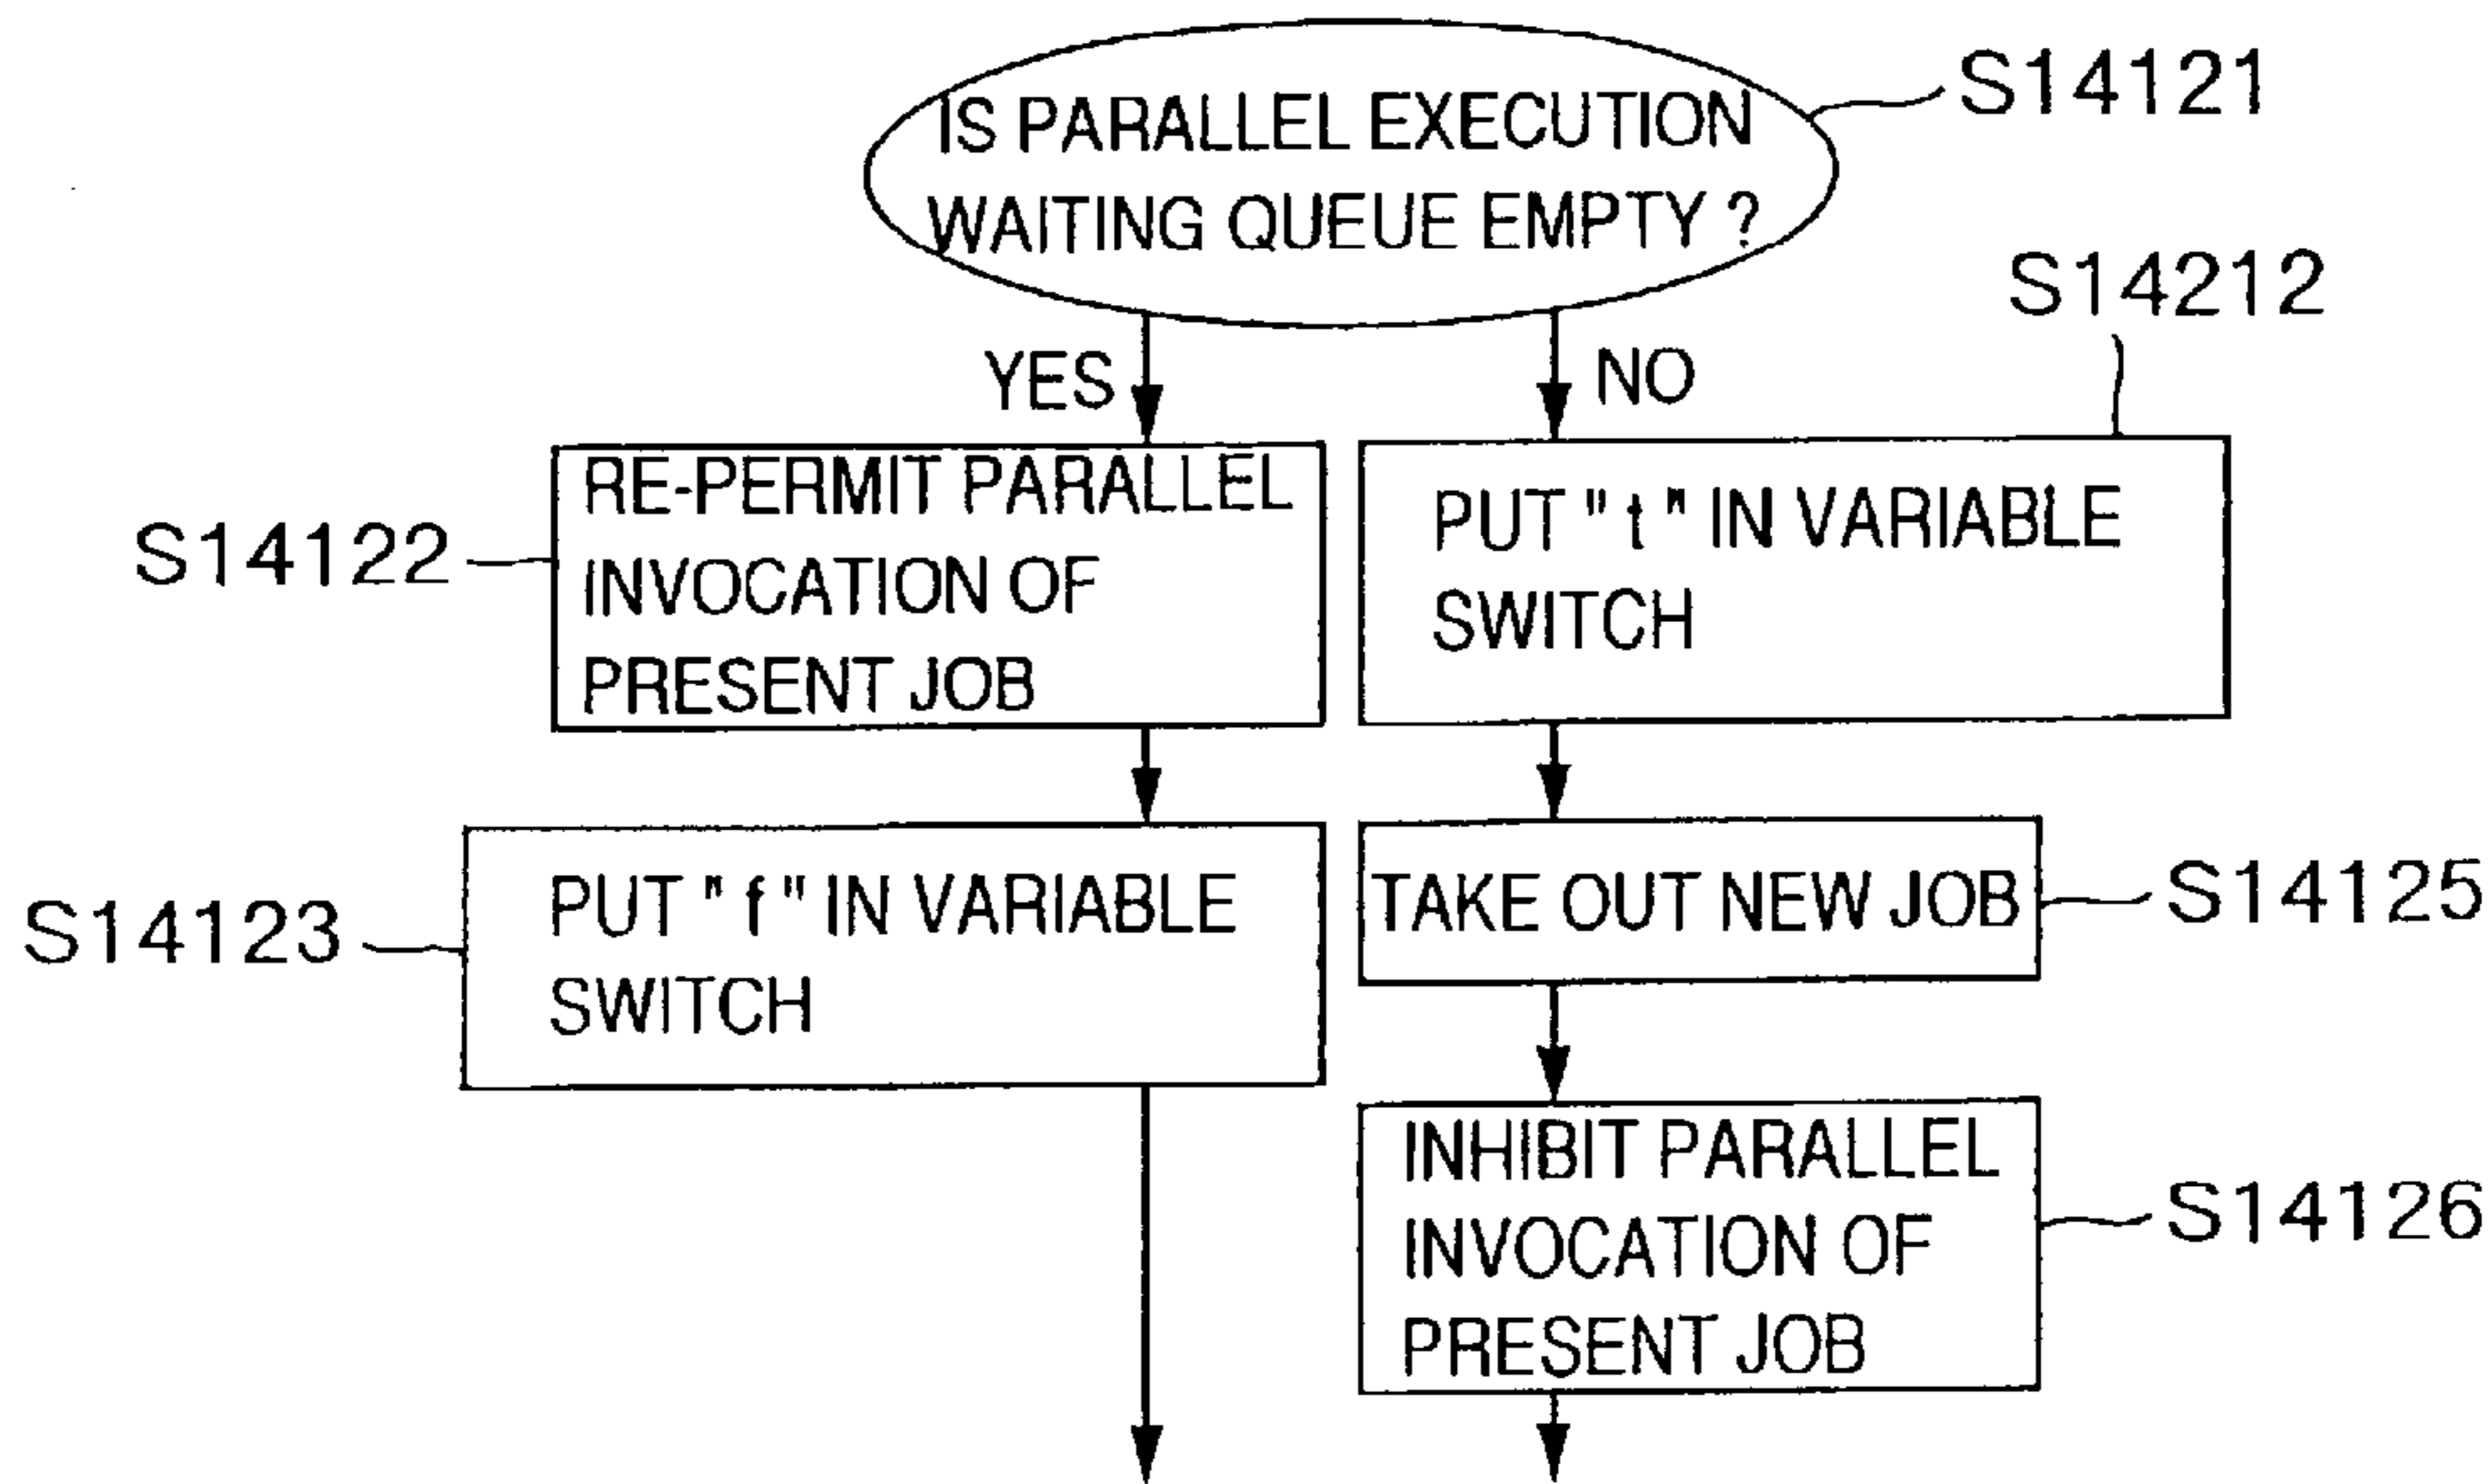 IS PARALLEL EXECUTION
WAITING QUEUE EMPTY ?
S14121
S14212
YES
NO
RE-PERMIT PARALLEL
INVOCATION OF
PRESENT JOB
S14122
PUT " t " IN VARIABLE
SWITCH
PUT " f " IN VARIABLE
SWITCH
S14123
TAKE OUT NEW JOB
S14125
INHIBIT PARALLEL
INVOCATION OF
PRESENT JOB
S14126